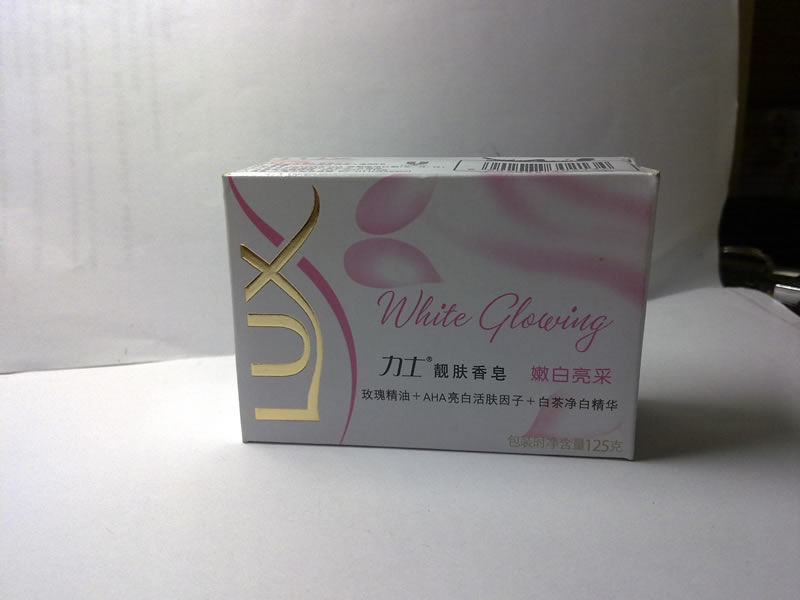 LUX
White Glowing
力士® 靓肤香皂 嫩白亮采
玫瑰精油+AHA亮白活肤因子+白茶净白精华
包装时净含量125克